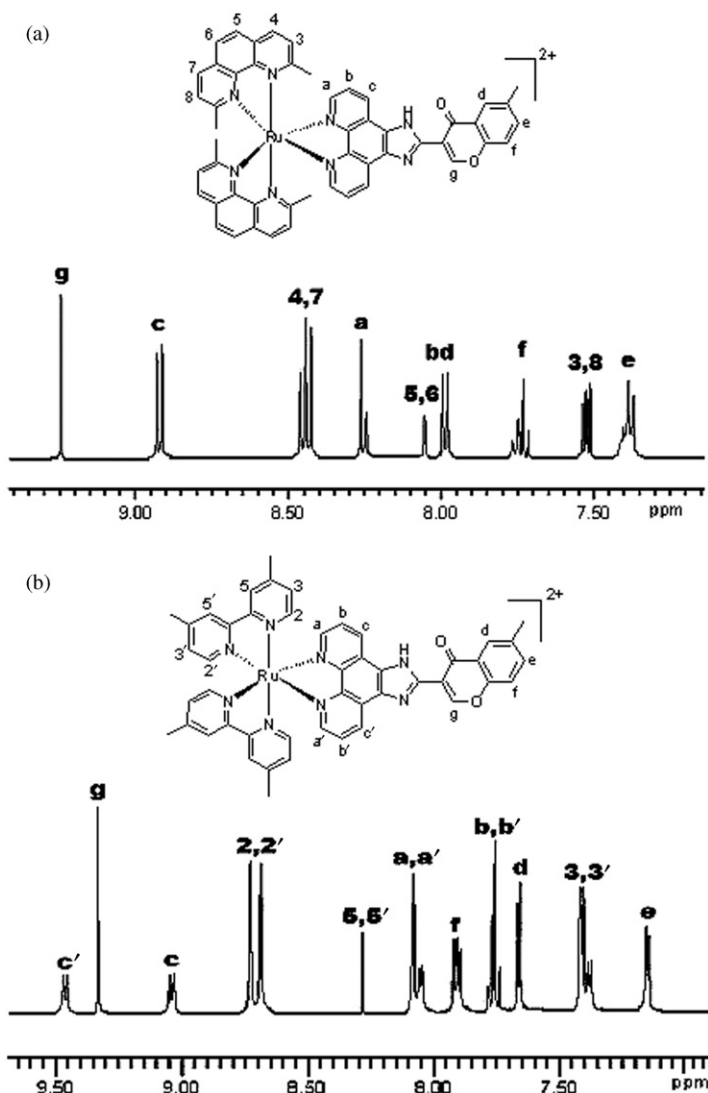 (a)
5 4
6 3
7
8
N N N N
a b c
2+
Ru
N N
NH
N
O
d
e
f
O
g
g
c
4,7
a
5,6
bd
f
3,8
e
9.00 8.50 8.00 7.50 ppm
(b)
5 3
5′ 2
3′ 2′
N N N N
a b c
2+
Ru
N N
NH
N
O
d
e
f
O
g
a′ b′ c′
c′
g
c
2,2′
5,5′
a,a′
f
b,b′
d
3,3′
e
9.50 9.00 8.50 8.00 7.50 ppm